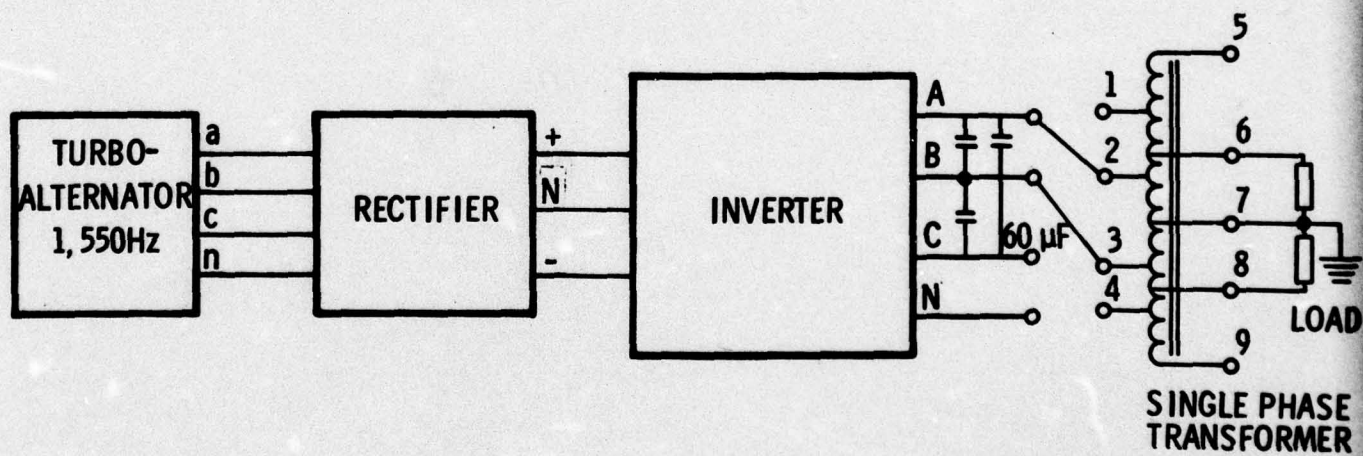 TURBO-
ALTERNATOR
1,550Hz
a
b
c
n
RECTIFIER
+
N
-
INVERTER
A
B
C
N
60 µF
1
2
3
4
5
6
7
8
9
LOAD
SINGLE PHASE
TRANSFORMER